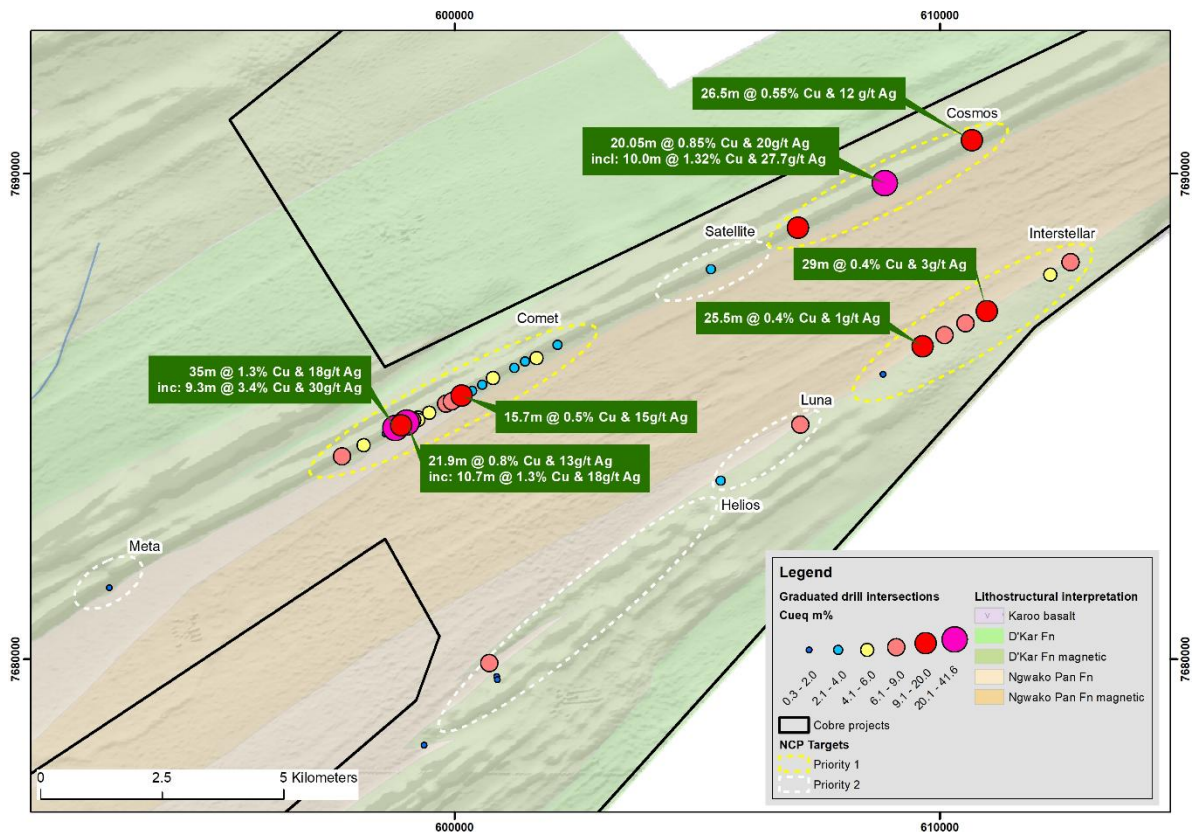 600000
610000
26.5m @ 0.55% Cu & 12 g/t Ag
Cosmos
20.05m @ 0.85% Cu & 20g/t Ag
incl: 10.0m @ 1.32% Cu & 27.7g/t Ag
7690000
7690000
Satellite
Interstellar
29m @ 0.4% Cu & 3g/t Ag
25.5m @ 0.4% Cu & 1g/t Ag
Comet
35m @ 1.3% Cu & 18g/t Ag
inc: 9.3m @ 3.4% Cu & 30g/t Ag
15.7m @ 0.5% Cu & 15g/t Ag
Luna
21.9m @ 0.8% Cu & 13g/t Ag
inc: 10.7m @ 1.3% Cu & 18g/t Ag
Helios
Meta
7680000
7680000
Legend
Graduated drill intersections
Cueq m%
0.3 - 2.0
2.1 - 4.0
4.1 - 6.0
6.1 - 9.0
9.1 - 20.0
20.1 - 41.6
Cobre projects
NCP Targets
Priority 1
Priority 2
Lithostructural interpretation
v Karoo basalt
D'Kar Fn
D'Kar Fn magnetic
Ngwako Pan Fn
Ngwako Pan Fn magnetic
0 2.5 5 Kilometers
600000
610000